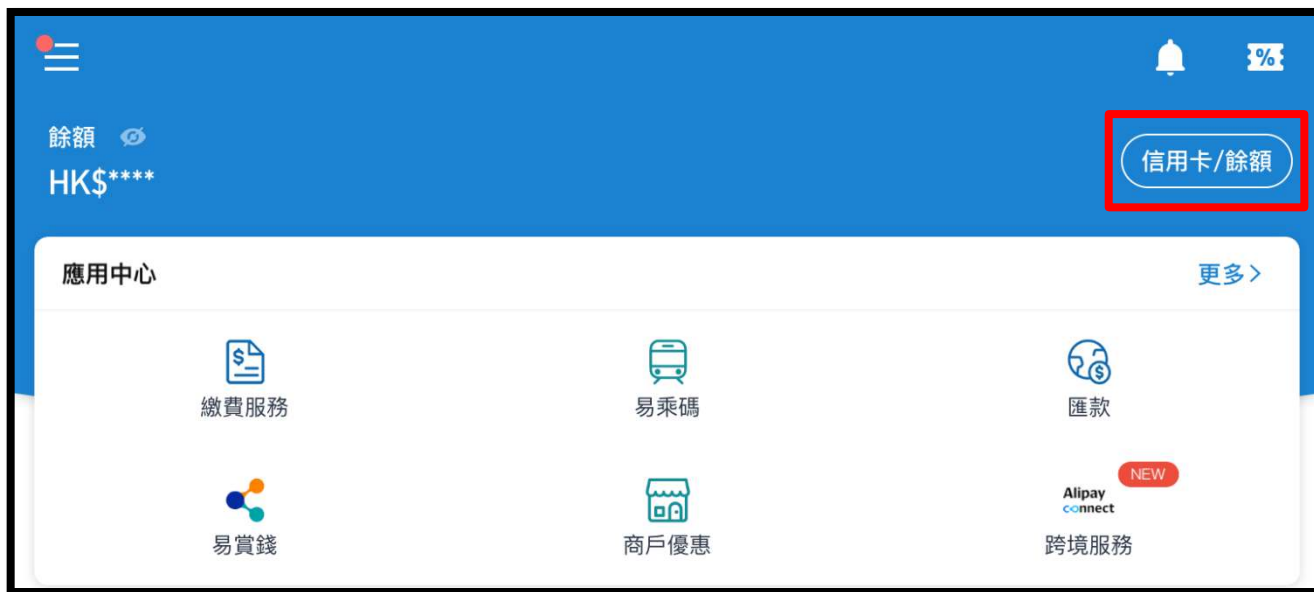 %
餘額
HK$****
信用卡/餘額
應用中心
更多>
$
$
繳費服務
易乘碼
匯款
NEW
Alipay
connect
易賞錢
商戶優惠
跨境服務